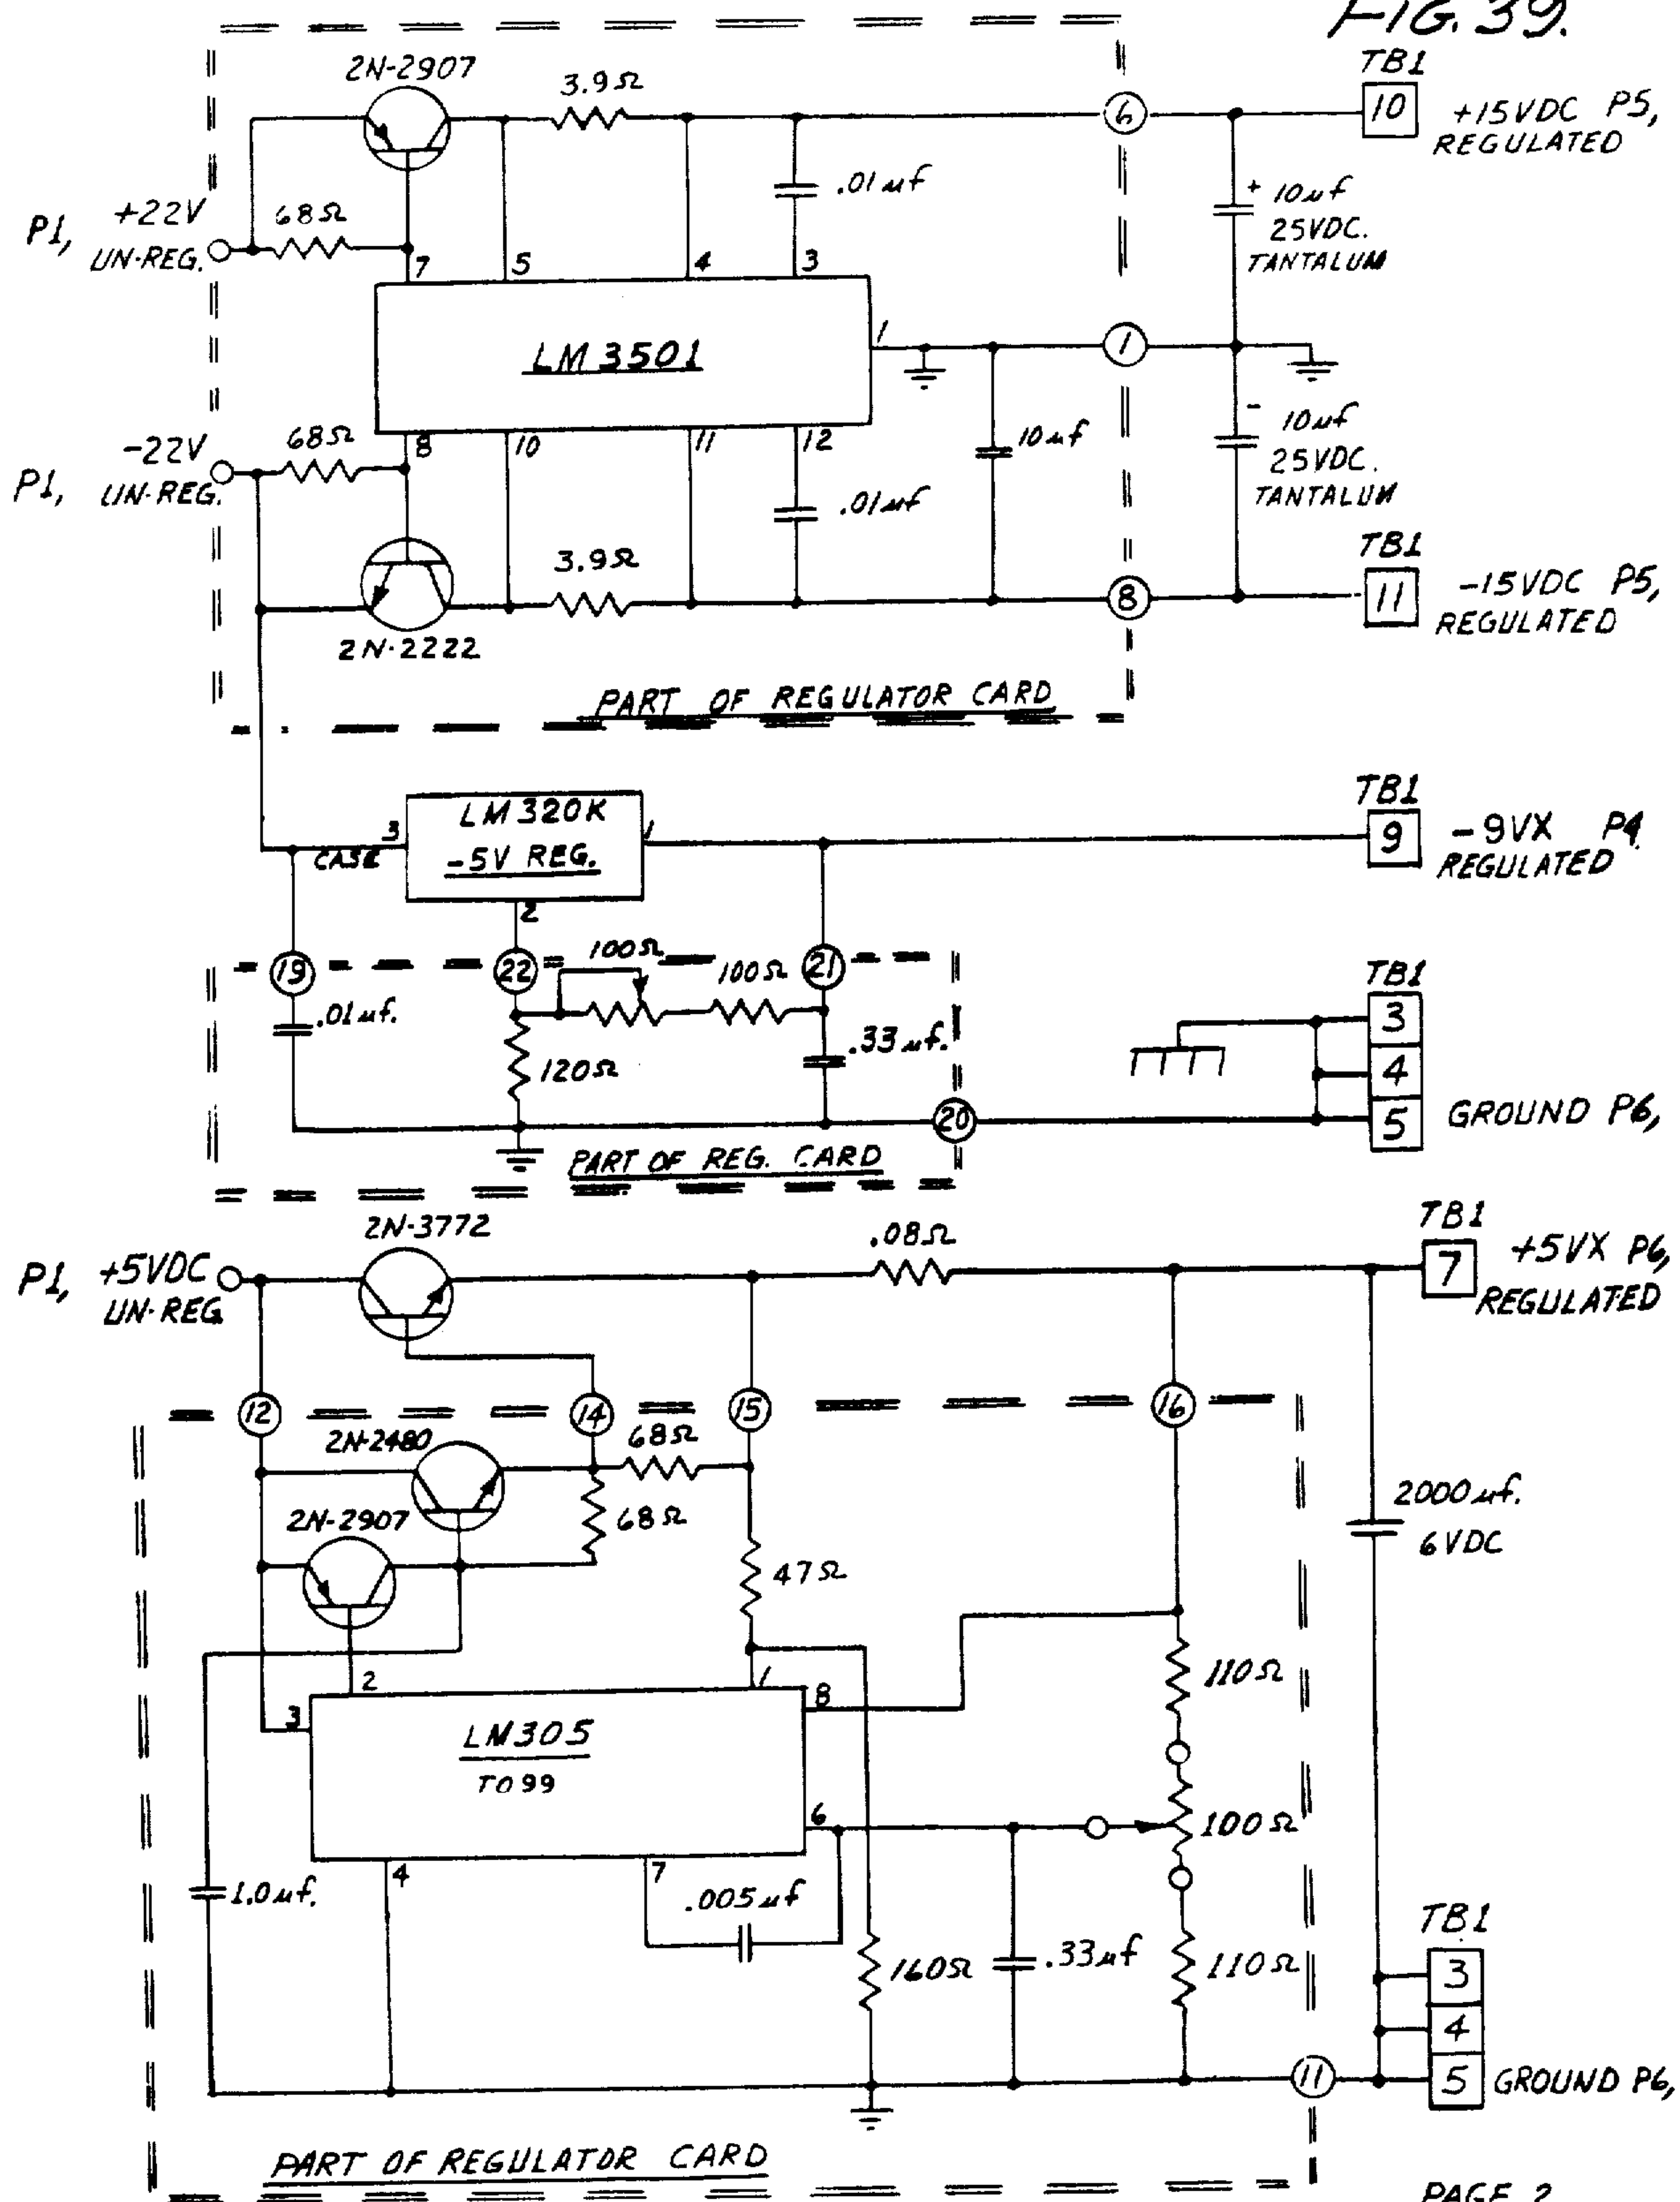 FIG. 39.
2N-2907
3.9Ω
6
TB1
10
+15VDC P5,
REGULATED
.01µf
+ 10µf
25VDC.
TANTALUM
P1, +22V
UN-REG.
68Ω
7
5
4
3
LM3501
1
1
P1, -22V
UN-REG.
68Ω
8
10
11
12
10µf
- 10µf
25VDC.
TANTALUM
.01µf
3.9Ω
2N-2222
8
TB1
11
-15VDC P5,
REGULATED
PART OF REGULATOR CARD
3
CASE
LM320K
-5V REG.
1
2
TB1
9
-9VX P4
REGULATED
19
22
100Ω
100Ω
21
.01µf.
120Ω
.33µf.
20
TB1
3
4
5
GROUND P6,
PART OF REG. CARD
2N-3772
.08Ω
P1, +5VDC
UN-REG
TB1
7
+5VX P6,
REGULATED
12
14
15
16
2N-2480
68Ω
68Ω
2N-2907
47Ω
2000µf.
6VDC
2
1
8
3
LM305
TO99
110Ω
6
100Ω
4
7
1.0µf.
.005µf
160Ω
.33µf
110Ω
TB1
3
4
5
GROUND P6,
11
PART OF REGULATOR CARD
PAGE 2